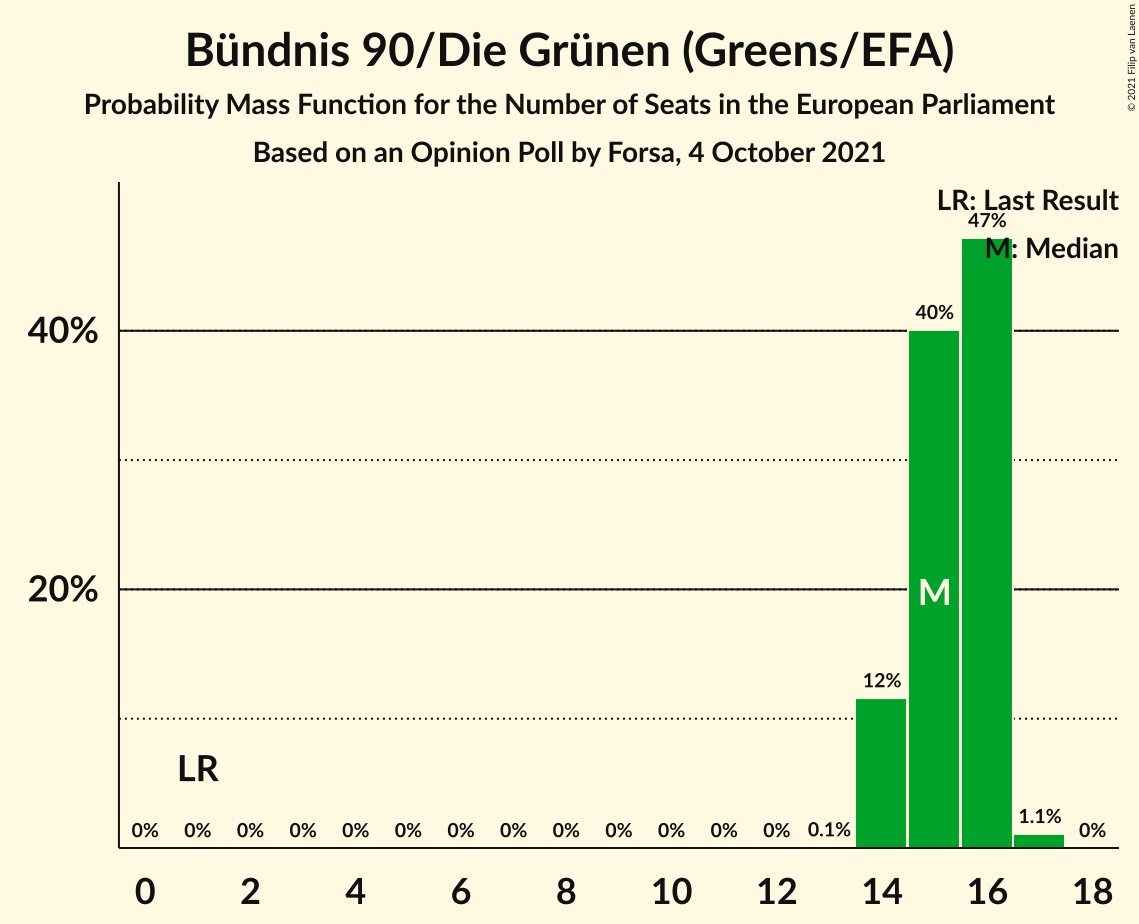 Bündnis 90/Die Grünen (Greens/EFA)
Probability Mass Function for the Number of Seats in the European Parliament
Based on an Opinion Poll by Forsa, 4 October 2021
© 2021 Filip van Laenen
LR: Last Result
47%
M: Median
40%
40%
20%
M
12%
LR
0% 0% 0% 0% 0% 0% 0% 0% 0% 0% 0% 0% 0% 0.1% 1.1% 0%
0 2 4 6 8 10 12 14 16 18